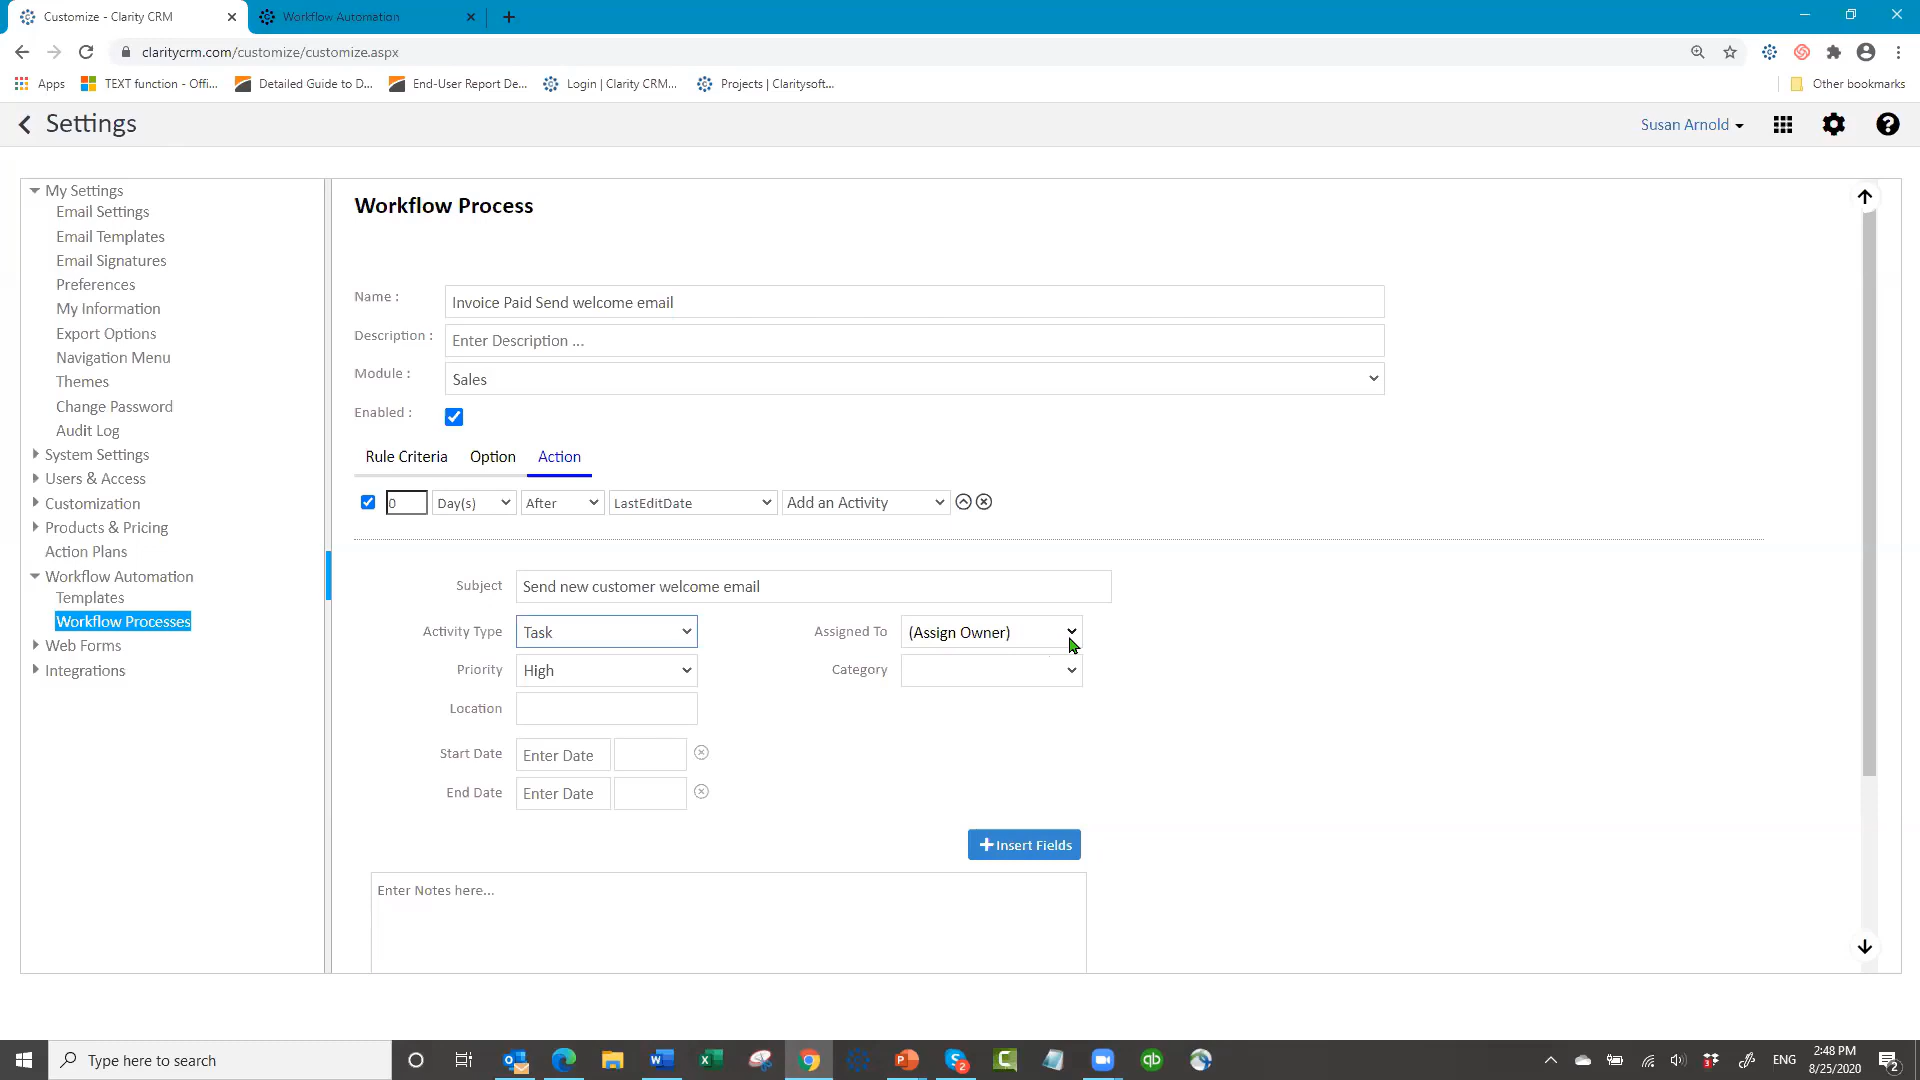 Customize - Clarity CRM
Workflow Automation
claritycrm.com/customize/customize.aspx
Apps
TEXT function - Offi...
Detailed Guide to D...
End-User Report De...
Login | Clarity CRM...
Projects | Claritysoft...
Other bookmarks
Settings
Susan Arnold
My Settings
Email Settings
Email Templates
Email Signatures
Preferences
My Information
Export Options
Navigation Menu
Themes
Change Password
Audit Log
System Settings
Users & Access
Customization
Products & Pricing
Action Plans
Workflow Automation
Templates
Workflow Processes
Web Forms
Integrations
Workflow Process
Name :
Invoice Paid Send welcome email
Description :
Enter Description ...
Module :
Sales
Enabled :
Rule Criteria
Option
Action
0
Day(s)
After
LastEditDate
Add an Activity
Subject
Send new customer welcome email
Activity Type
Task
Assigned To
(Assign Owner)
Priority
High
Category
Location
Start Date
Enter Date
End Date
Enter Date
Insert Fields
Enter Notes here...
Type here to search
ENG
2:48 PM
8/25/2020